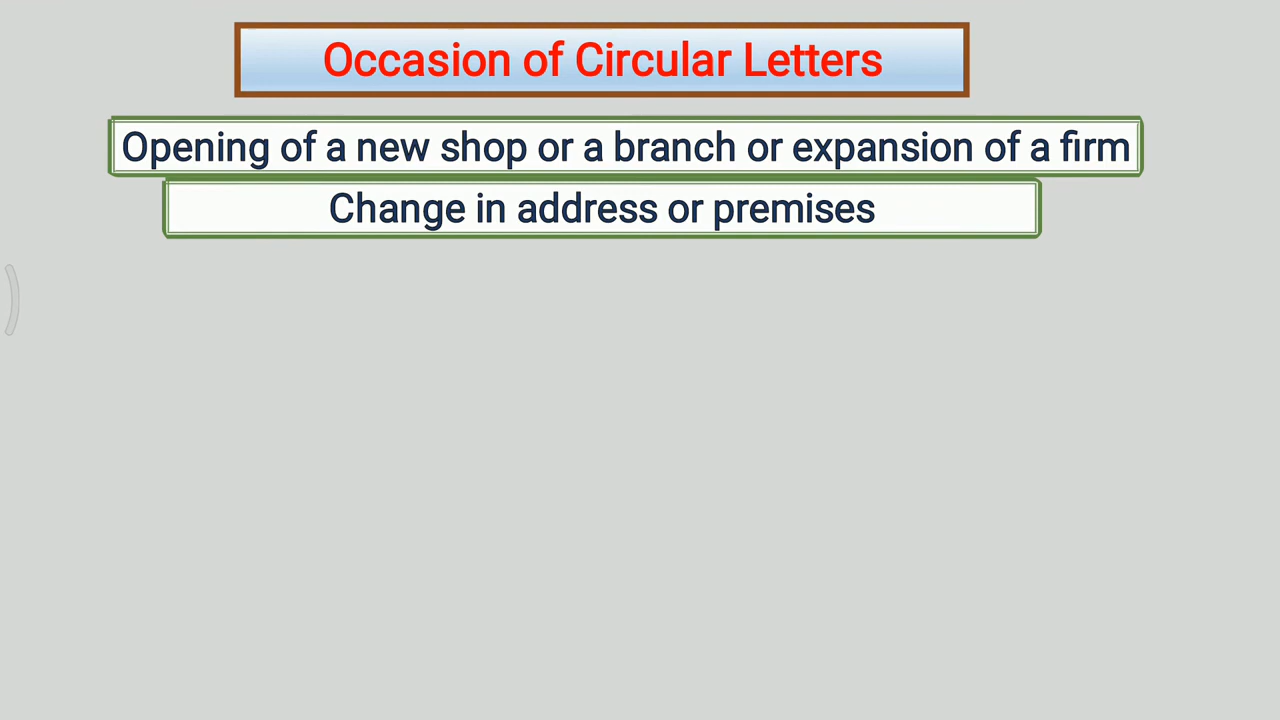 Occasion of Circular Letters
Opening of a new shop or a branch or expansion of a firm
Change in address or premises